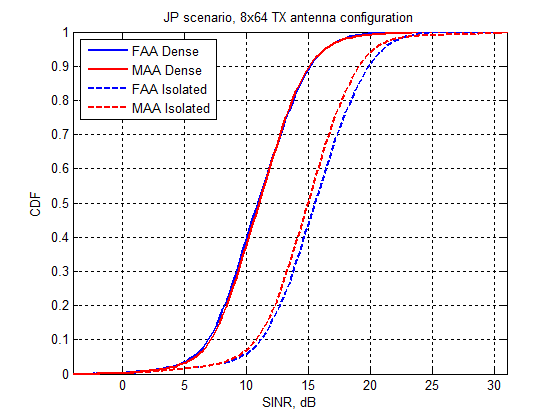 JP scenario, 8x64 TX antenna configuration
FAA Dense
MAA Dense
FAA Isolated
MAA Isolated
1
0.9
0.8
0.7
0.6
0.5
0.4
0.3
0.2
0.1
0
CDF
0 5 10 15 20 25 30
SINR, dB